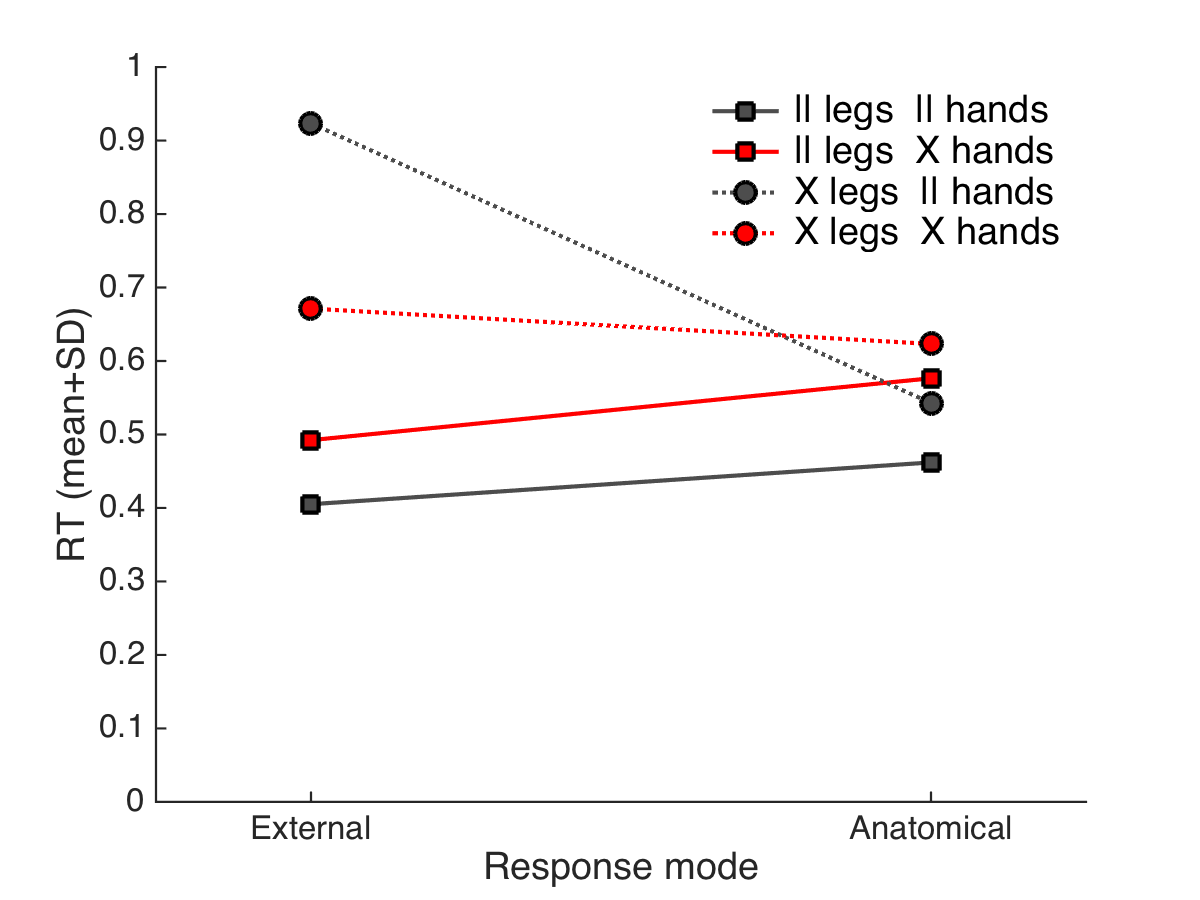 1
0.9
0.8
0.7
0.6
0.5
0.4
0.3
0.2
0.1
0
RT (mean+SD)
ll legs ll hands
ll legs X hands
X legs ll hands
X legs X hands
External
Anatomical
Response mode